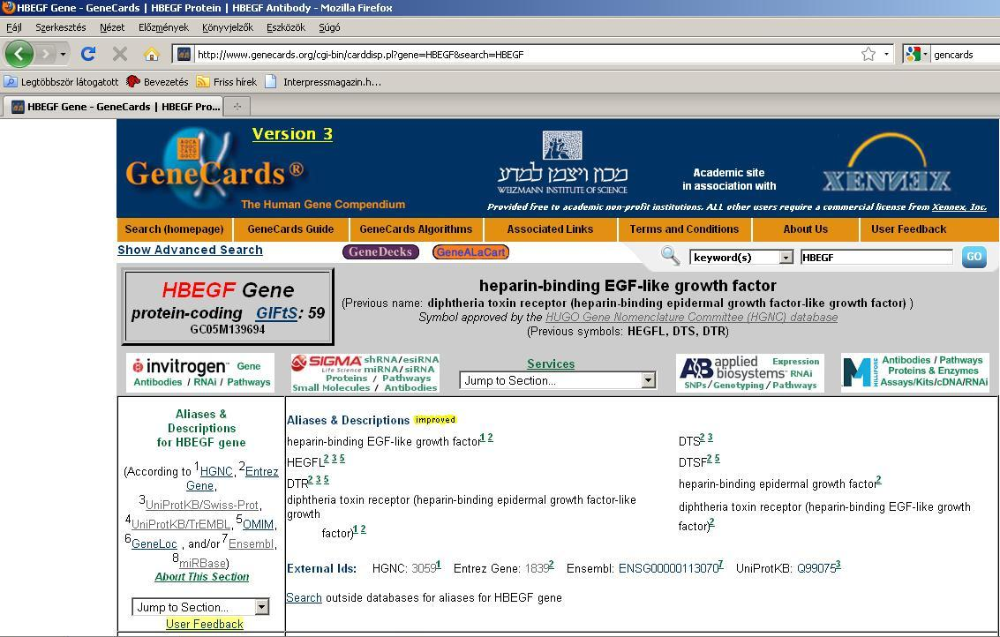 HBEGF Gene - GeneCards | HBEGF Protein | HBEGF Antibody - Mozilla Firefox
Fájl Szerkesztés Nézet Előzmények Könyvjelzők Eszközök Súgó
http://www.genecards.org/cgi-bin/carddisp.pl?gene=HBEGF&search=HBEGF
gencards
Legtöbbször látogatott Bevezetés Friss hírek Interpressmagazin.h...
HBEGF Gene - GeneCards | HBEGF Pro...
Version 3
GeneCards®
The Human Gene Compendium
מכון ויצמן למדע
WEIZMANN INSTITUTE OF SCIENCE
Academic site
in association with
XENNEX
Provided free to academic non-profit institutions. ALL other users require a commercial license from Xennex, Inc.
Search (homepage) GeneCards Guide GeneCards Algorithms Associated Links Terms and Conditions About Us User Feedback
Show Advanced Search GeneDecks GeneALaCart keyword(s) HBEGF GO
HBEGF Gene
protein-coding GIFtS: 59
GC05M139694
heparin-binding EGF-like growth factor
(Previous name: diphtheria toxin receptor (heparin-binding epidermal growth factor-like growth factor) )
Symbol approved by the HUGO Gene Nomenclature Committee (HGNC) database
(Previous symbols: HEGFL, DTS, DTR)
invitrogen™ Gene
Antibodies / RNAi / Pathways
SIGMA Life Science shRNA/esiRNA
miRNA/siRNA
Proteins / Pathways
Small Molecules / Antibodies
Services
Jump to Section...
AB applied biosystems™ Expression
RNAi
SNPs/Genotyping/Pathways
MILLIPORE Antibodies / Pathways
Proteins & Enzymes
Assays/Kits/cDNA/RNAi
Aliases &
Descriptions
for HBEGF gene
(According to 1HGNC, 2Entrez
Gene,
3UniProtKB/Swiss-Prot,
4UniProtKB/TrEMBL, 5OMIM,
6GeneLoc , and/or 7Ensembl,
8miRBase)
About This Section
Jump to Section...
User Feedback
Aliases & Descriptions improved
heparin-binding EGF-like growth factor1 2
HEGFL2 3 5
DTR2 3 5
diphtheria toxin receptor (heparin-binding epidermal growth factor-like
growth
factor)1 2
DTS2 3
DTSF2 5
heparin-binding epidermal growth factor2
diphtheria toxin receptor (heparin-binding EGF-like growth
factor)2
External Ids: HGNC: 30591 Entrez Gene: 18392 Ensembl: ENSG000001130707 UniProtKB: Q990753
Search outside databases for aliases for HBEGF gene